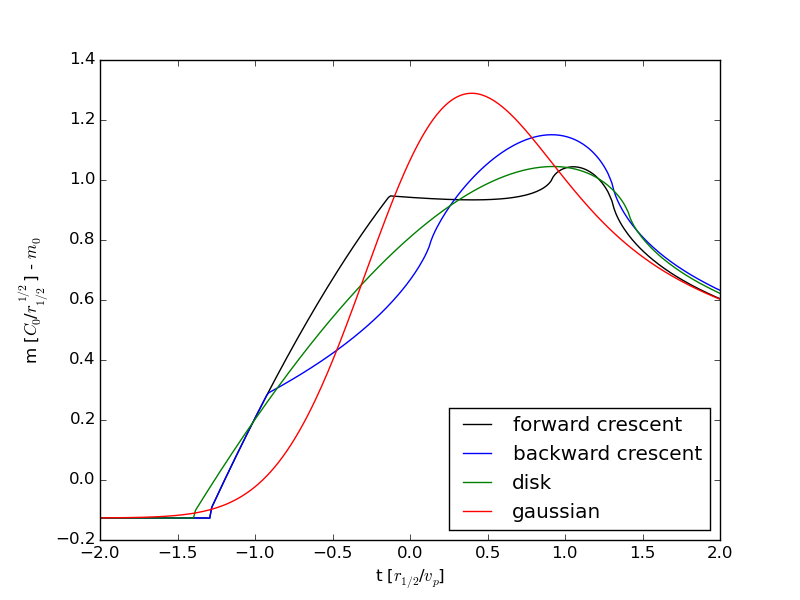 1.4
1.2
1.0
0.8
0.6
0.4
0.2
0.0
−0.2
m [C₀/r₁/₂^{1/2}] - m₀
forward crescent
backward crescent
disk
gaussian
−2.0 −1.5 −1.0 −0.5 0.0 0.5 1.0 1.5 2.0
t [r₁/₂/vₚ]